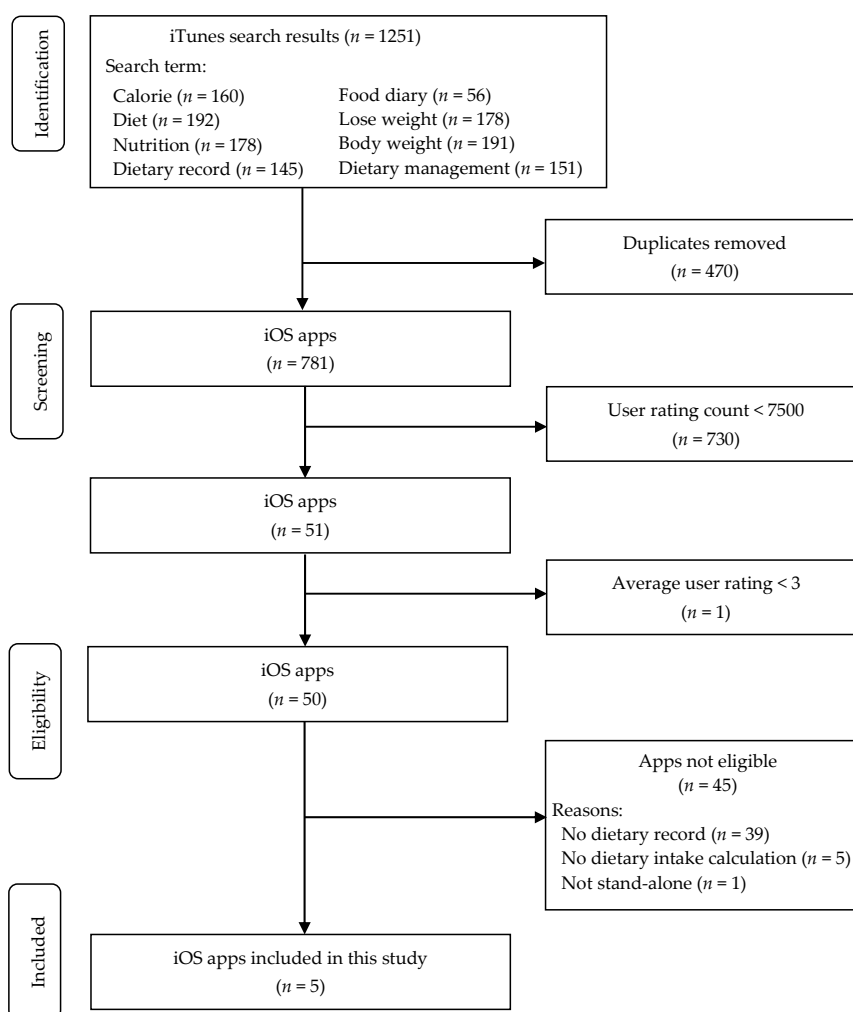 Identification
iTunes search results (n = 1251)
Search term:
Calorie (n = 160)
Diet (n = 192)
Nutrition (n = 178)
Dietary record (n = 145)
Food diary (n = 56)
Lose weight (n = 178)
Body weight (n = 191)
Dietary management (n = 151)
Duplicates removed
(n = 470)
Screening
iOS apps
(n = 781)
User rating count < 7500
(n = 730)
iOS apps
(n = 51)
Average user rating < 3
(n = 1)
Eligibility
iOS apps
(n = 50)
Apps not eligible
(n = 45)
Reasons:
No dietary record (n = 39)
No dietary intake calculation (n = 5)
Not stand-alone (n = 1)
Included
iOS apps included in this study
(n = 5)